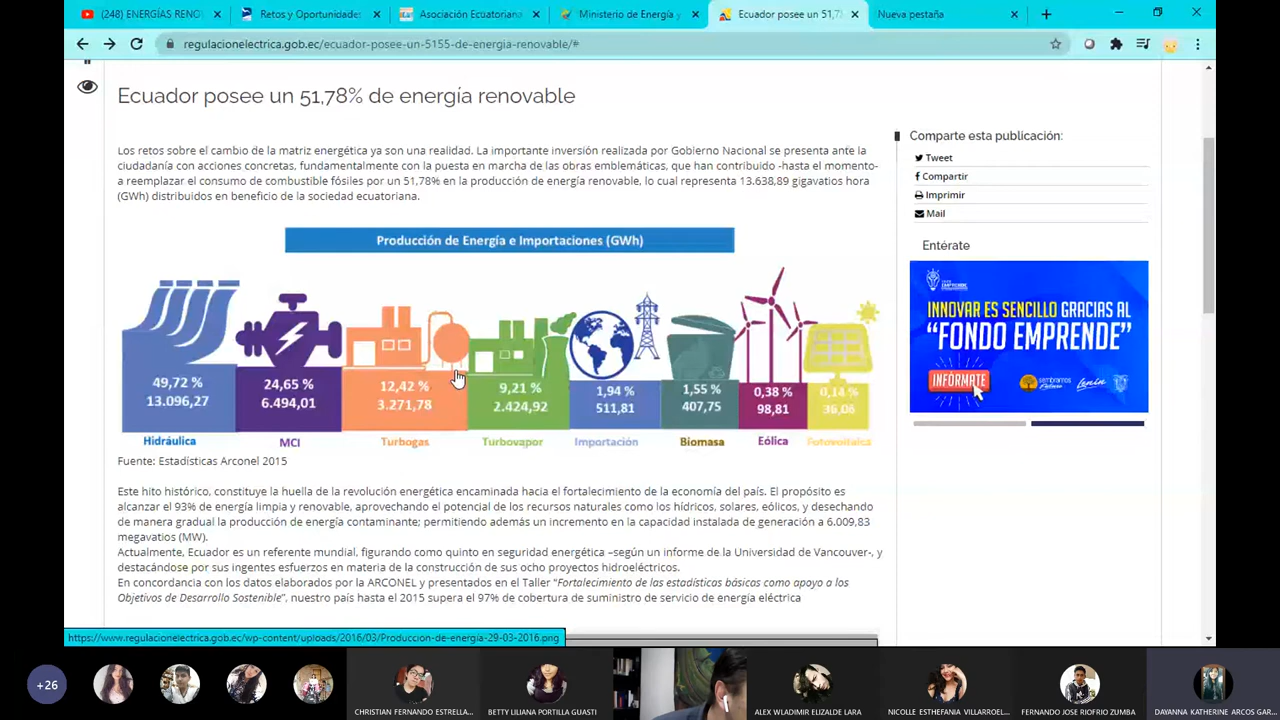 (248) ENERGÍAS RENOV
Retos y Oportunidades
Asociación Ecuatoriana
Ministerio de Energía y
Ecuador posee un 51,7
Nueva pestaña
regulacionelectrica.gob.ec/ecuador-posee-un-5155-de-energia-renovable/#
Ecuador posee un 51,78% de energía renovable
Los retos sobre el cambio de la matriz energética ya son una realidad. La importante inversión realizada por Gobierno Nacional se presenta ante la
ciudadanía con acciones concretas, fundamentalmente con la puesta en marcha de las obras emblemáticas, que han contribuido -hasta el momento-
a reemplazar el consumo de combustible fósiles por un 51,78% en la producción de energía renovable, lo cual representa 13.638,89 gigavatios hora
(GWh) distribuidos en beneficio de la sociedad ecuatoriana.
Comparte esta publicación:
Tweet
Compartir
Imprimir
Mail
Entérate
INNOVAR ES SENCILLO GRACIAS AL
"FONDO EMPRENDE"
INFÓRMATE
Lenín
Producción de Energía e Importaciones (GWh)
49,72 % 24,65 % 12,42 % 9,21 % 1,94 % 1,55 % 0,38 % 0,14 %
13.096,27 6.494,01 3.271,78 2.424,92 511,81 407,75 98,81 36,06
Hidráulica MCI Turbogas Turbovapor Importación Biomasa Eólica Fotovoltaica
Fuente: Estadísticas Arconel 2015
Este hito histórico, constituye la huella de la revolución energética encaminada hacia el fortalecimiento de la economía del país. El propósito es
alcanzar el 93% de energía limpia y renovable, aprovechando el potencial de los recursos naturales como los hídricos, solares, eólicos, y desechando
de manera gradual la producción de energía contaminante; permitiendo además un incremento en la capacidad instalada de generación a 6.009,83
megavatios (MW).
Actualmente, Ecuador es un referente mundial, figurando como quinto en seguridad energética –según un informe de la Universidad de Vancouver-, y
destacándose por sus ingentes esfuerzos en materia de la construcción de sus ocho proyectos hidroeléctricos.
En concordancia con los datos elaborados por la ARCONEL y presentados en el Taller "Fortalecimiento de las estadísticas básicas como apoyo a los
Objetivos de Desarrollo Sostenible", nuestro país hasta el 2015 supera el 97% de cobertura de suministro de servicio de energía eléctrica
https://www.regulacionelectrica.gob.ec/wp-content/uploads/2016/03/Produccion-de-energia-29-03-2016.png
+26
CHRISTIAN FERNANDO ESTRELLA...
BETTY LILIANA PORTILLA GUASTI
ALEX WLADIMIR ELIZALDE LARA
NICOLLE ESTHEFANIA VILLARROEL...
FERNANDO JOSE RIOFRIO ZUMBA
DAYANNA KATHERINE ARCOS GAR...